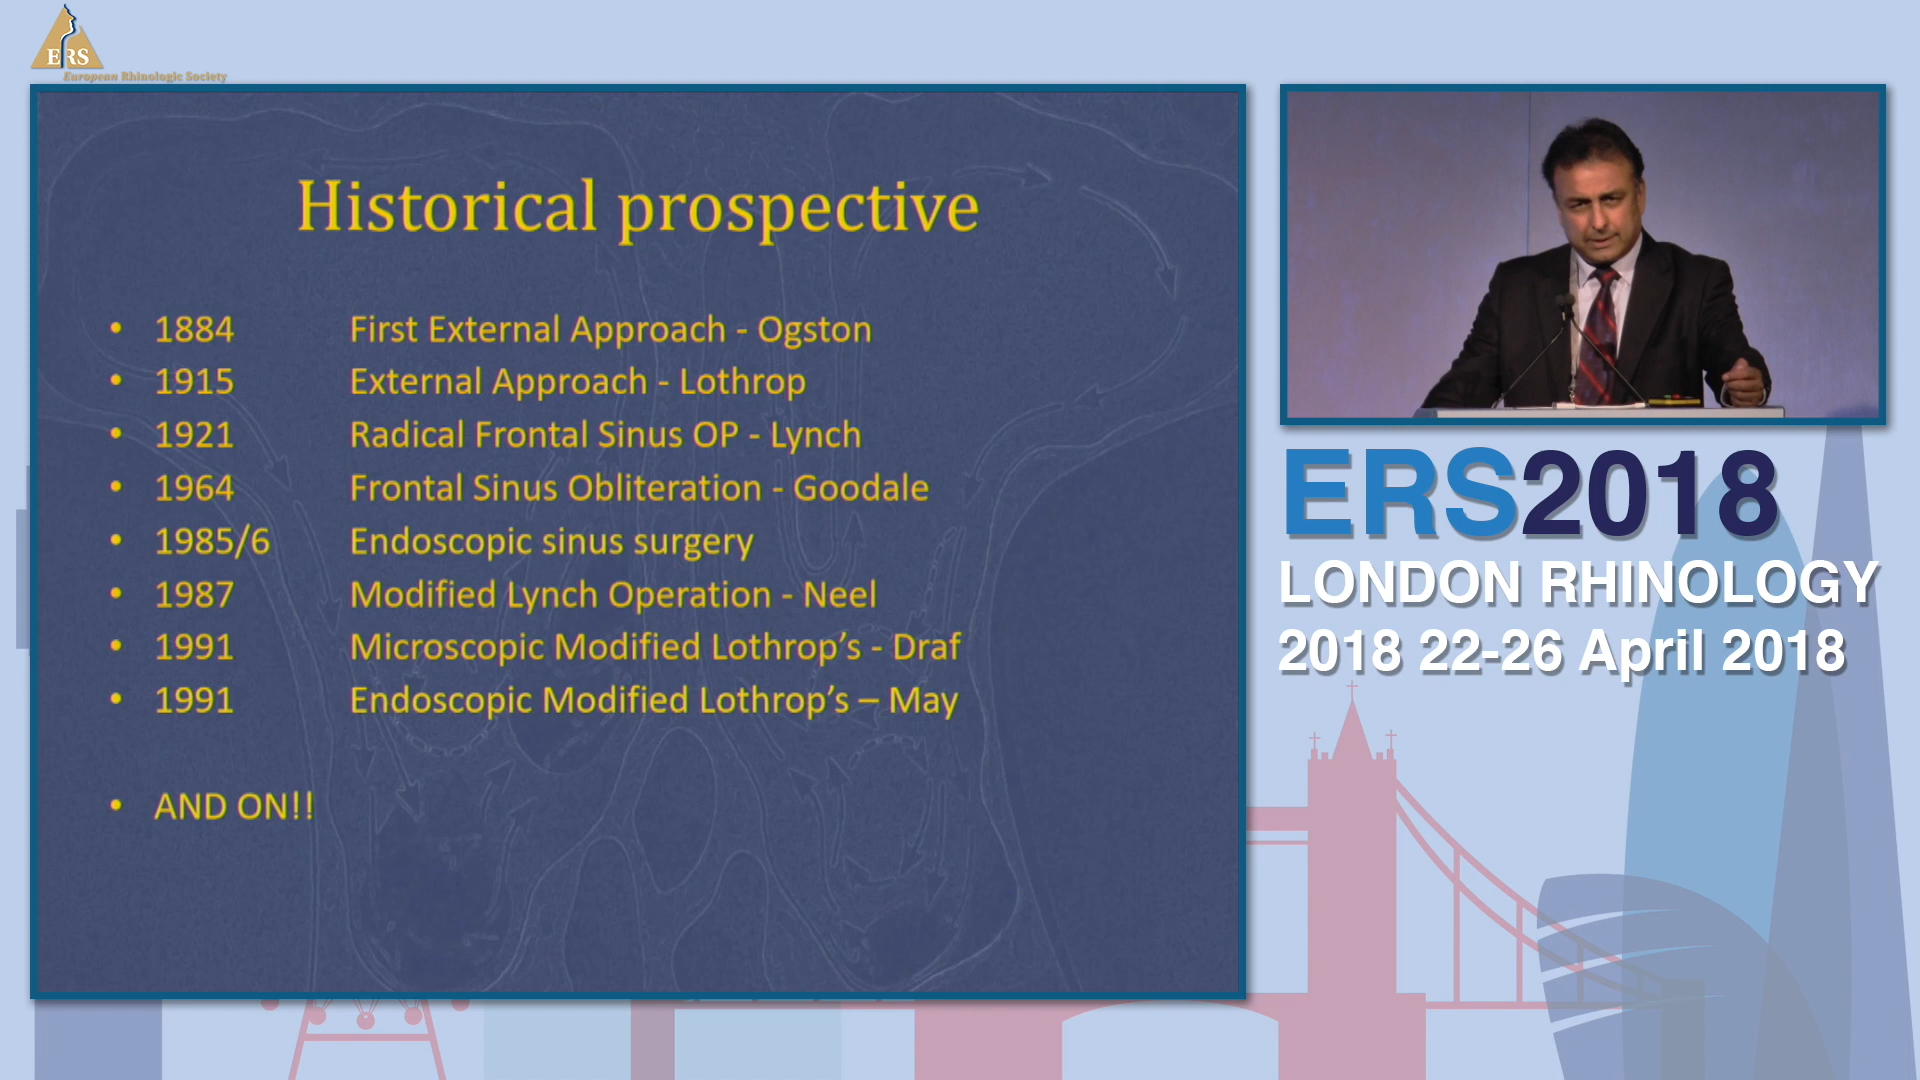 ERS
European Rhinologic Society
Historical prospective
• 1884 First External Approach - Ogston
• 1915 External Approach - Lothrop
• 1921 Radical Frontal Sinus OP - Lynch
• 1964 Frontal Sinus Obliteration - Goodale
• 1985/6 Endoscopic sinus surgery
• 1987 Modified Lynch Operation - Neel
• 1991 Microscopic Modified Lothrop’s - Draf
• 1991 Endoscopic Modified Lothrop’s – May
• AND ON!!
ERS2018
LONDON RHINOLOGY
2018 22-26 April 2018